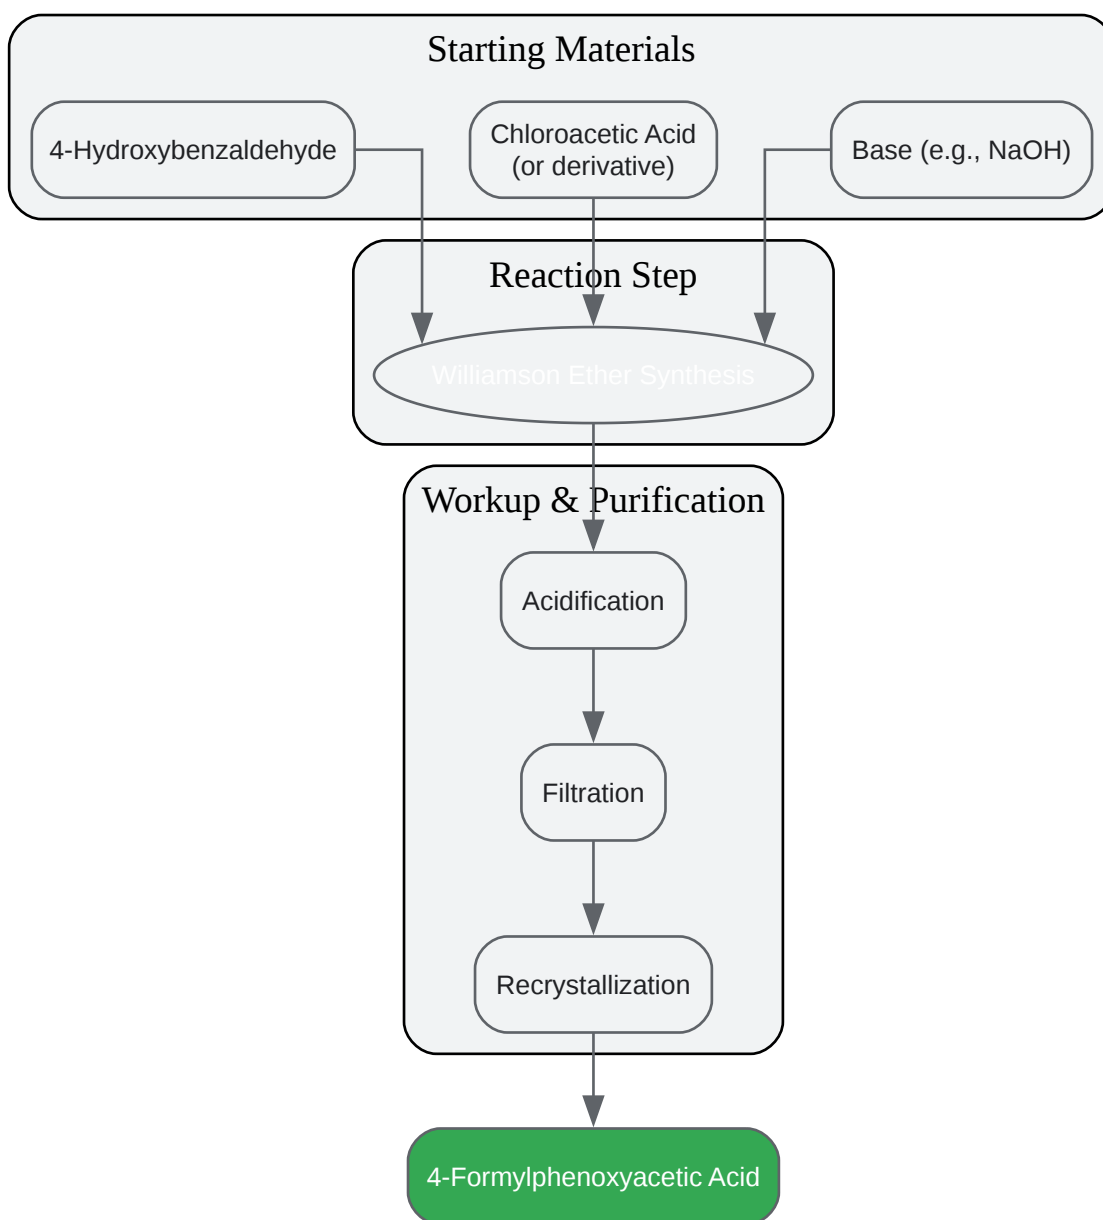 Starting Materials
4-Hydroxybenzaldehyde
Chloroacetic Acid
(or derivative)
Base (e.g., NaOH)
Reaction Step
Williamson Ether Synthesis
Workup & Purification
Acidification
Filtration
Recrystallization
4-Formylphenoxyacetic Acid